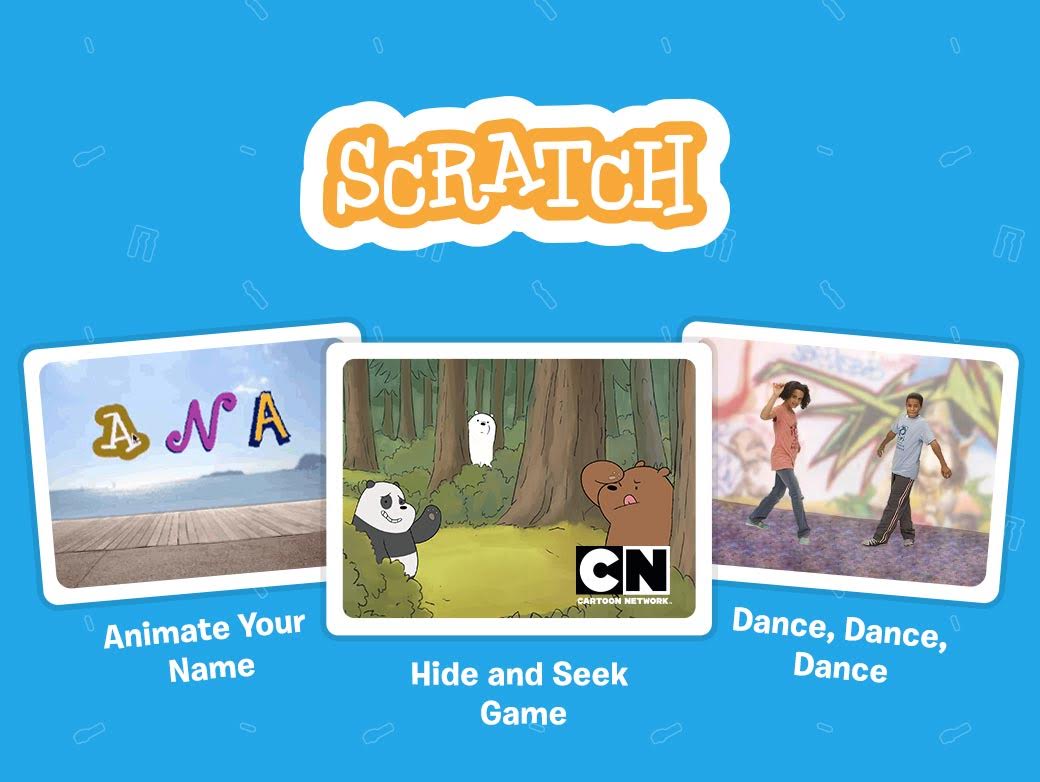 SCRATCH
ANA
CN
CARTOON NETWORK
Animate Your
Name
Hide and Seek
Game
Dance, Dance,
Dance